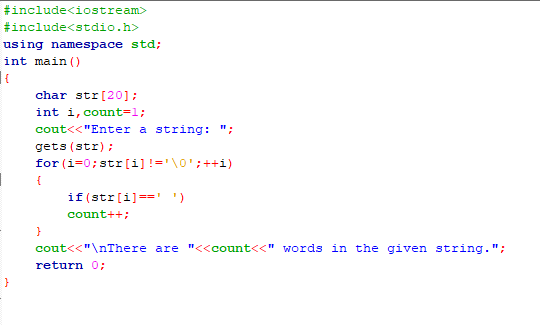 #include<iostream>
#include<stdio.h>
using namespace std;
int main()
{
    char str[20];
    int i,count=1;
    cout<<"Enter a string: ";
    gets(str);
    for(i=0;str[i]!='\0';++i)
    {
        if(str[i]==' ')
        count++;
    }
    cout<<"\nThere are "<<count<<" words in the given string.";
    return 0;
}